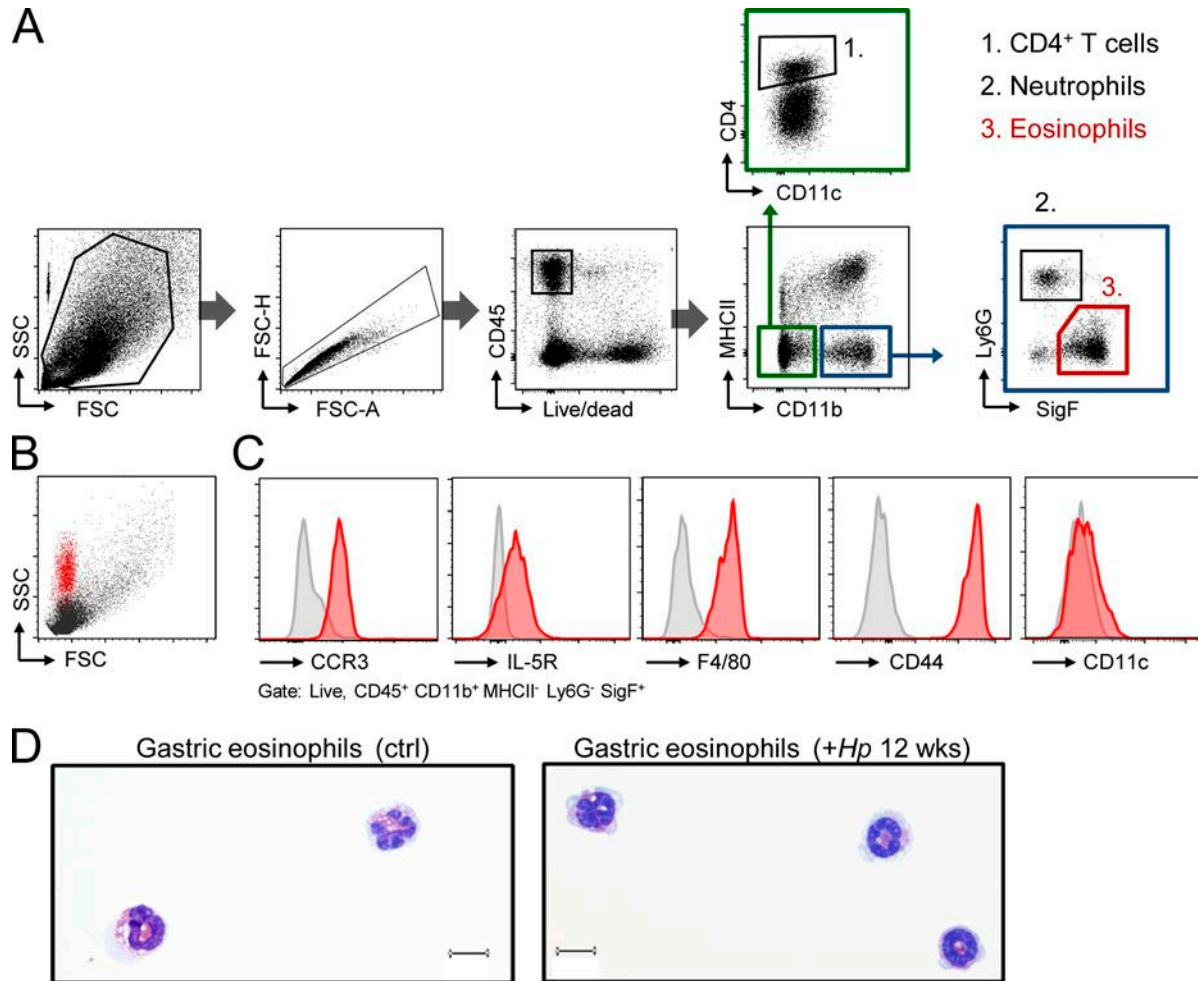 A
1.
CD4
CD11c
1. CD4⁺ T cells
2. Neutrophils
3. Eosinophils
SSC
FSC
FSC-H
FSC-A
CD45
Live/dead
MHCII
CD11b
2.
3.
Ly6G
SigF
B
SSC
FSC
C
CCR3
IL-5R
F4/80
CD44
CD11c
Gate: Live, CD45⁺ CD11b⁺ MHCII⁻ Ly6G⁻ SigF⁺
D
Gastric eosinophils (ctrl)
Gastric eosinophils (+Hp 12 wks)